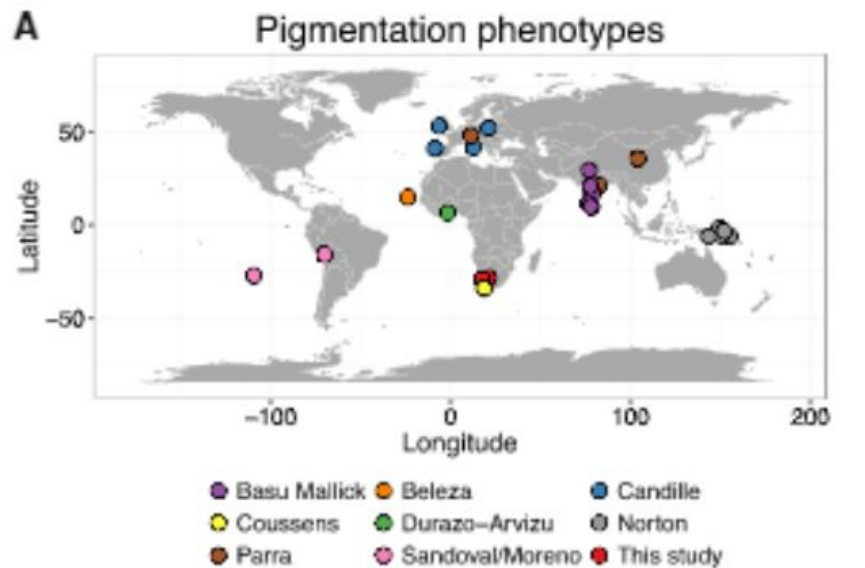 A
Pigmentation phenotypes
50
0
−50
Latitude
−100 0 100 200
Longitude
Basu Mallick Beleza Candille
Coussens Durazo−Arvizu Norton
Parra Sandoval/Moreno This study